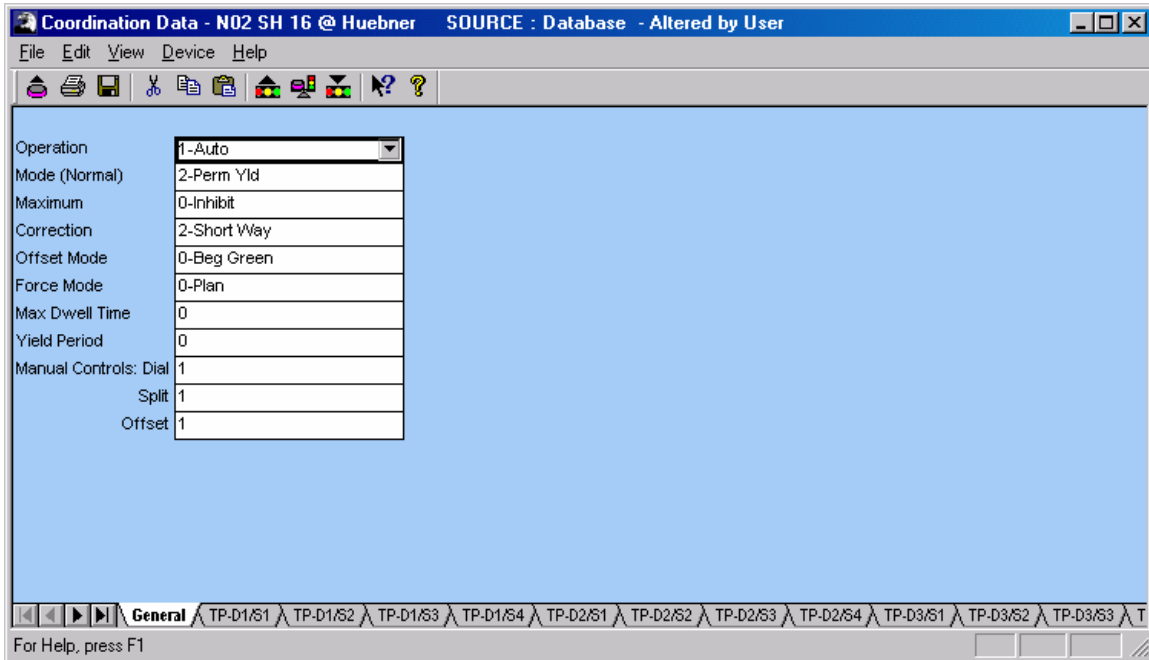 Coordination Data - N02 SH 16 @ Huebner SOURCE : Database - Altered by User
File Edit View Device Help
Operation 1-Auto
Mode (Normal) 2-Perm Yld
Maximum 0-Inhibit
Correction 2-Short Way
Offset Mode 0-Beg Green
Force Mode 0-Plan
Max Dwell Time 0
Yield Period 0
Manual Controls: Dial 1
Split 1
Offset 1
General TP-D1/S1 TP-D1/S2 TP-D1/S3 TP-D1/S4 TP-D2/S1 TP-D2/S2 TP-D2/S3 TP-D2/S4 TP-D3/S1 TP-D3/S2 TP-D3/S3 T
For Help, press F1